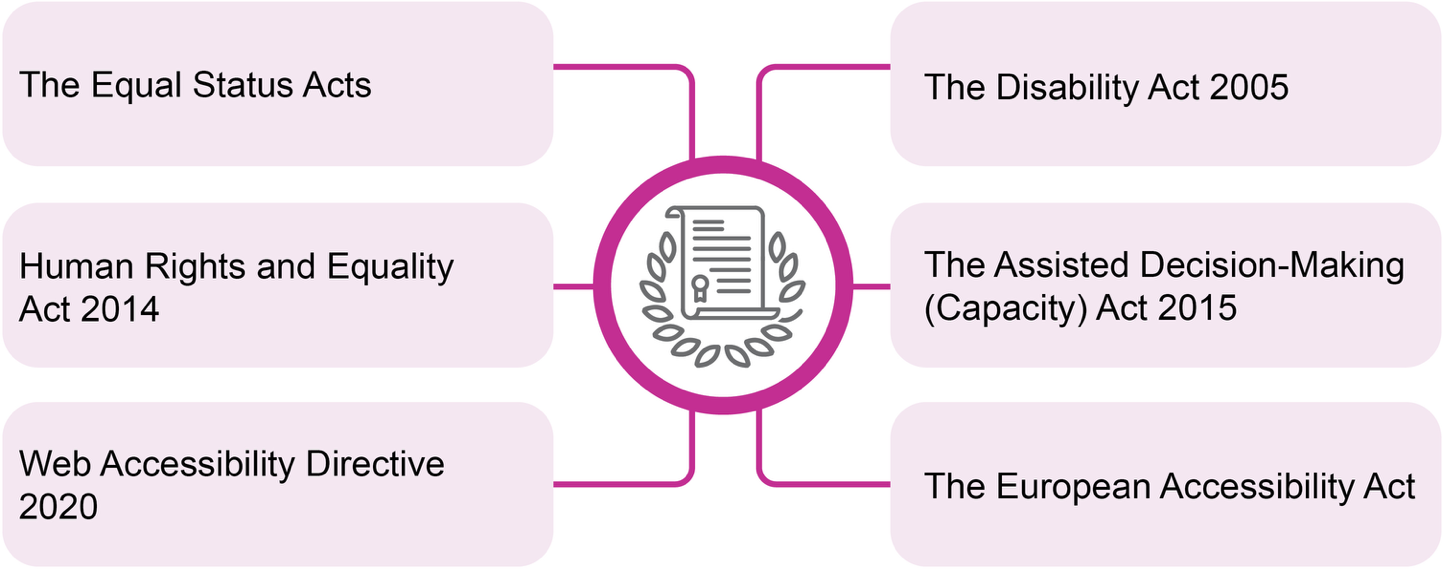 The Equal Status Acts
The Disability Act 2005
Human Rights and Equality
Act 2014
The Assisted Decision-Making
(Capacity) Act 2015
Web Accessibility Directive
2020
The European Accessibility Act